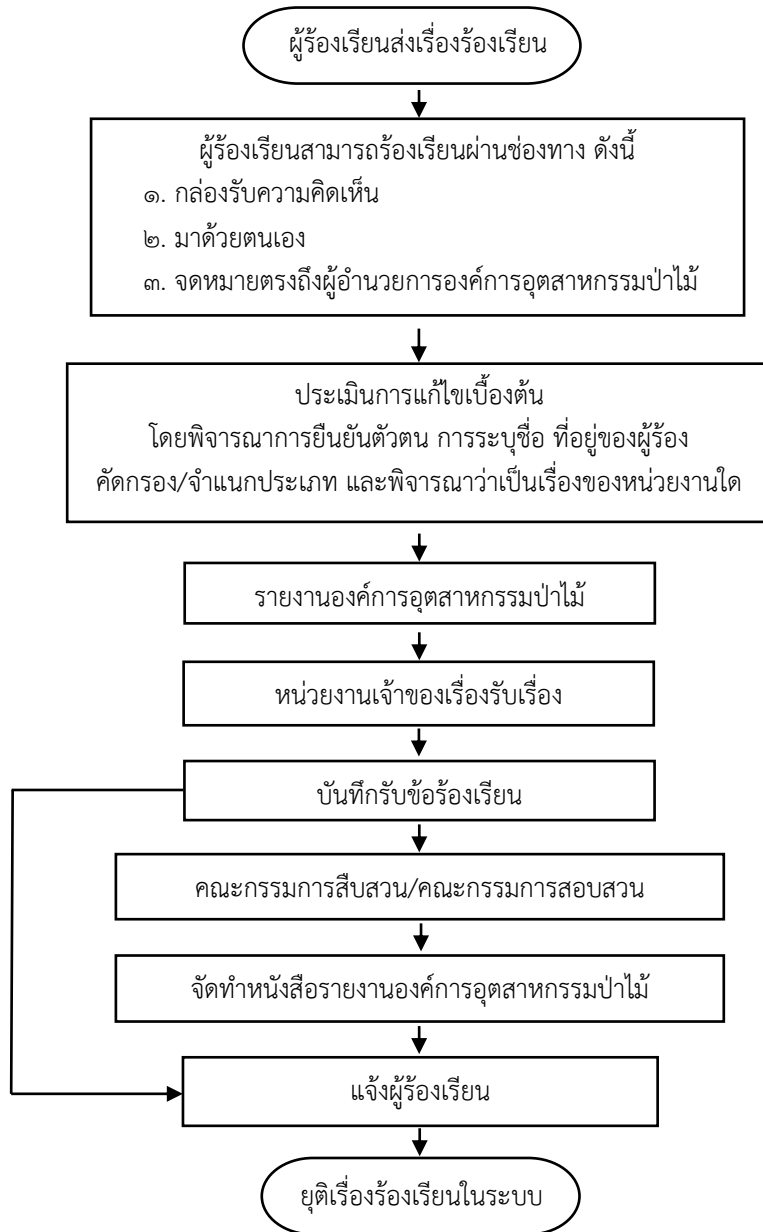 ผู้ร้องเรียนส่งเรื่องร้องเรียน
ผู้ร้องเรียนสามารถร้องเรียนผ่านช่องทาง ดังนี้
๑. กล่องรับความคิดเห็น
๒. มาด้วยตนเอง
๓. จดหมายตรงถึงผู้อำนวยการองค์การอุตสาหกรรมป่าไม้
ประเมินการแก้ไขเบื้องต้น
โดยพิจารณาการยืนยันตัวตน การระบุชื่อ ที่อยู่ของผู้ร้อง
คัดกรอง/จำแนกประเภท และพิจารณาว่าเป็นเรื่องของหน่วยงานใด
รายงานองค์การอุตสาหกรรมป่าไม้
หน่วยงานเจ้าของเรื่องรับเรื่อง
บันทึกรับข้อร้องเรียน
คณะกรรมการสืบสวน/คณะกรรมการสอบสวน
จัดทำหนังสือรายงานองค์การอุตสาหกรรมป่าไม้
แจ้งผู้ร้องเรียน
ยุติเรื่องร้องเรียนในระบบ